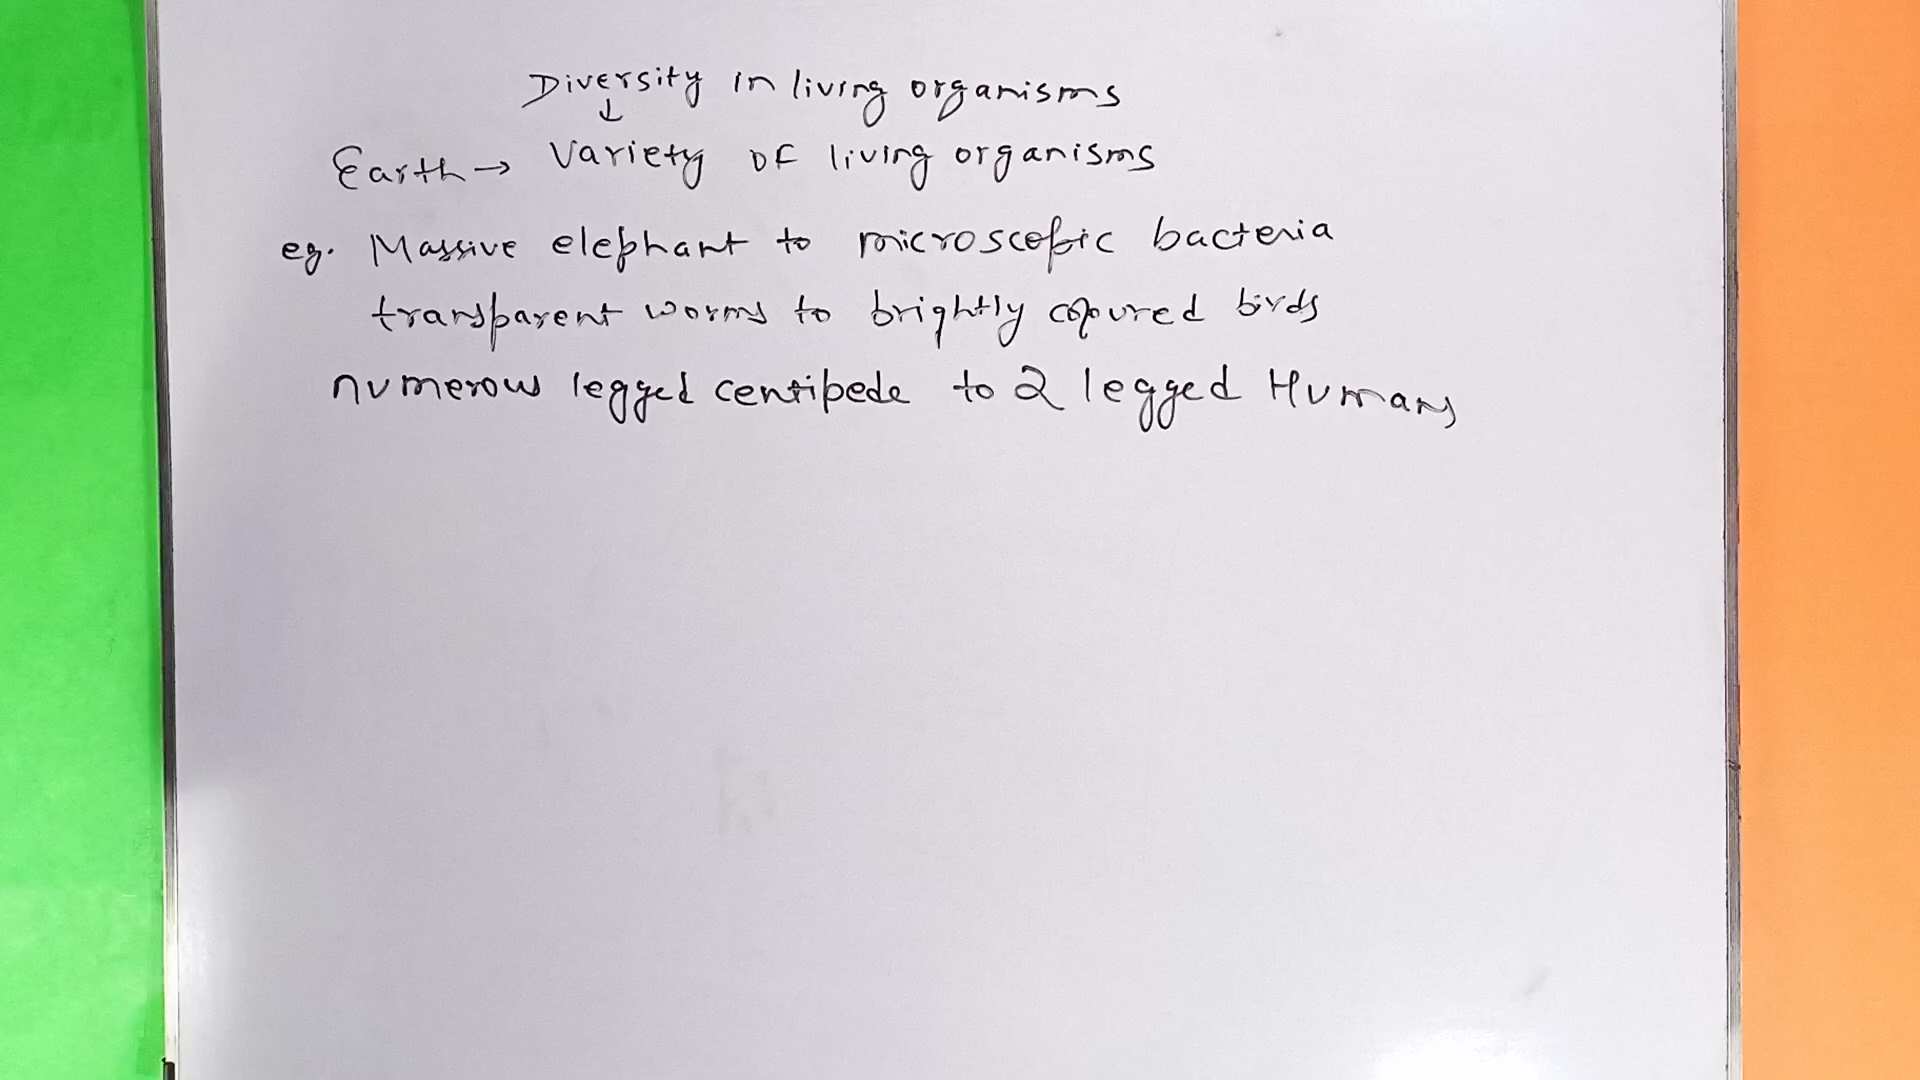 Diversity in living organisms
↓
Earth → Variety of living organisms
eg. Massive elephant to microscopic bacteria
transparent worms to brightly coloured birds
numerous legged centipede to 2 legged Humans